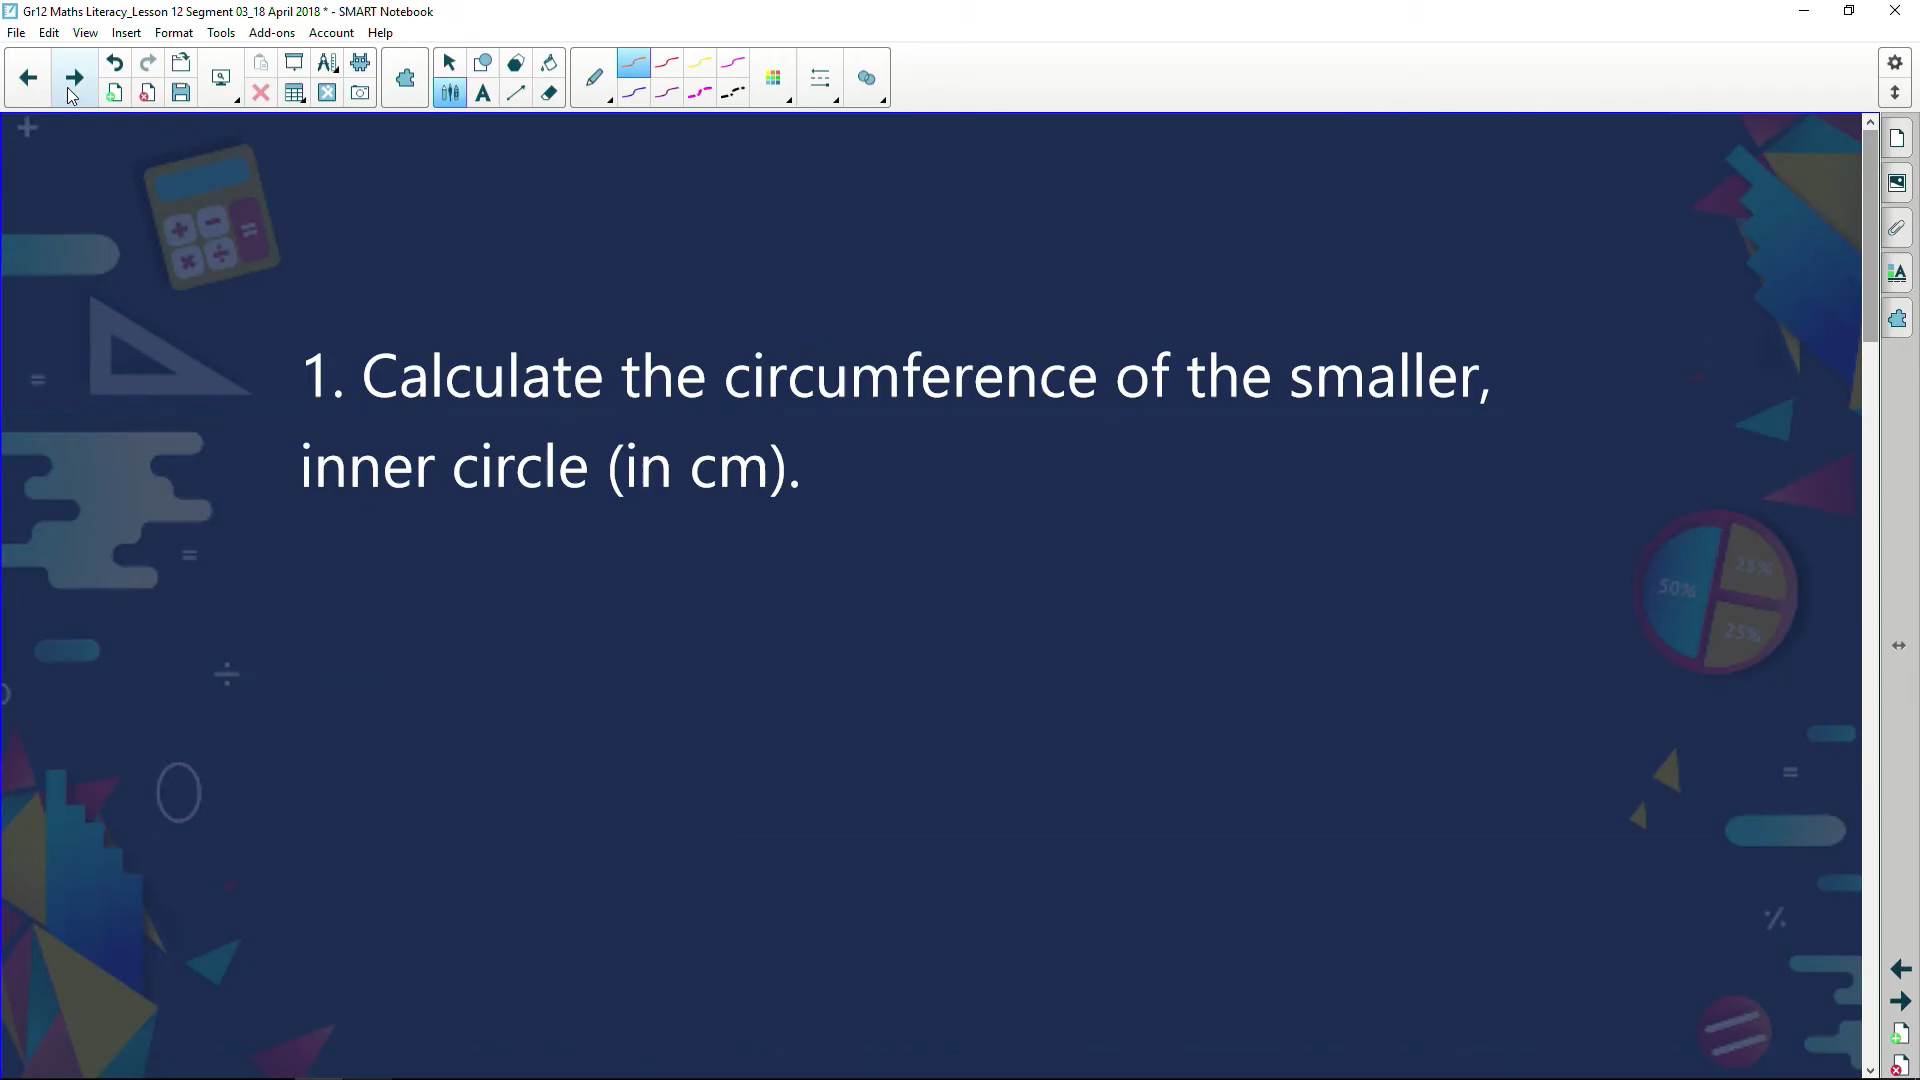 Gr12 Maths Literacy_Lesson 12 Segment 03_18 April 2018 * - SMART Notebook
File Edit View Insert Format Tools Add-ons Account Help
1. Calculate the circumference of the smaller,
inner circle (in cm).
50%
25%
25%